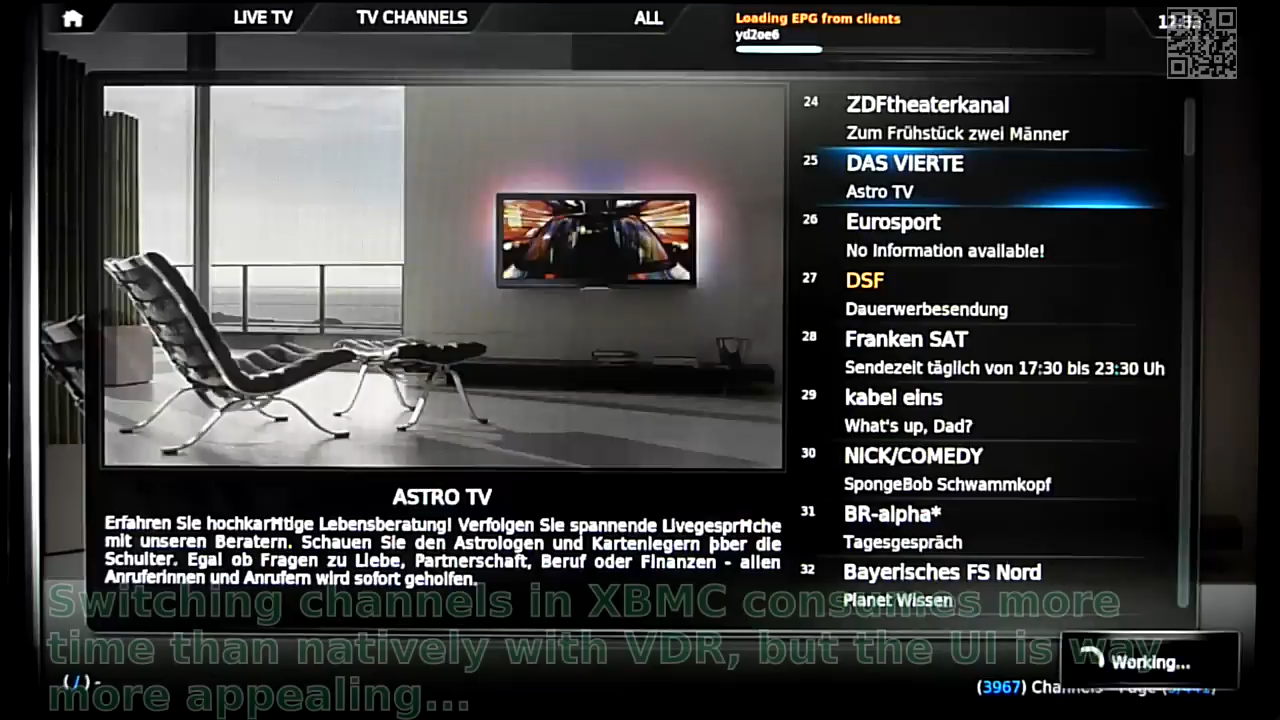 LIVE TV
TV CHANNELS
ALL
Loading EPG from clients
yd2oe6
24 ZDFtheaterkanal
Zum Frühstück zwei Männer
25 DAS VIERTE
Astro TV
26 Eurosport
No Information available!
27 DSF
Dauerwerbesendung
28 Franken SAT
Sendezeit täglich von 17:30 bis 23:30 Uh
29 kabel eins
What's up, Dad?
30 NICK/COMEDY
SpongeBob Schwammkopf
31 BR-alpha*
Tagesgespräch
32 Bayerisches FS Nord
Planet Wissen
ASTRO TV
Erfahren Sie Lebensberatung! Verfolgen Sie spannende
mit unseren Beratern. Schauen Sie den Astrologen und Kartenlegern þber die
Schulter. Egal ob Fragen zu Liebe, Partnerschaft, Beruf oder Finanzen - allen
Anruferinnen und Anrufern wird sofort geholfen.
Switching channels in XBMC consumes more
time than natively with VDR, but the UI is way
more appealing...
Working...
(/) -
(3967) Channels - Page